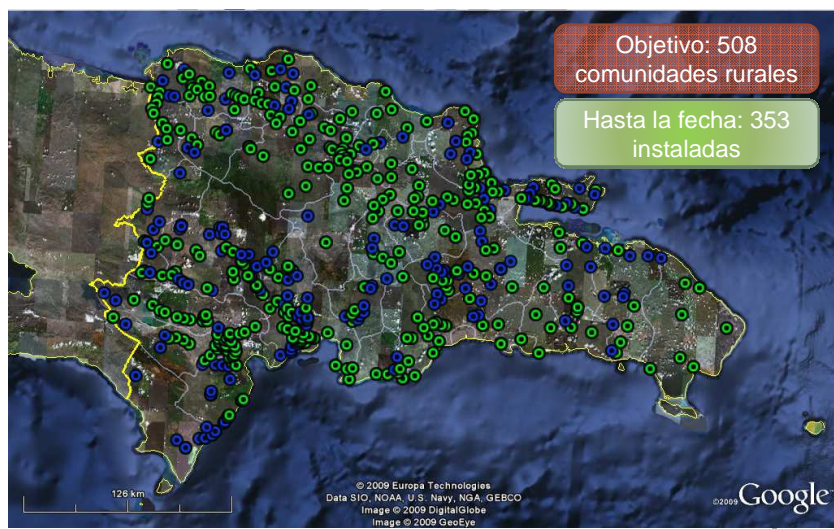 Objetivo: 508
comunidades rurales
Hasta la fecha: 353
instaladas
126 km
© 2009 Europa Technologies
Data SIO, NOAA, U.S. Navy, NGA, GEBCO
Image © 2009 DigitalGlobe
Image © 2009 GeoEye
©2009 Google